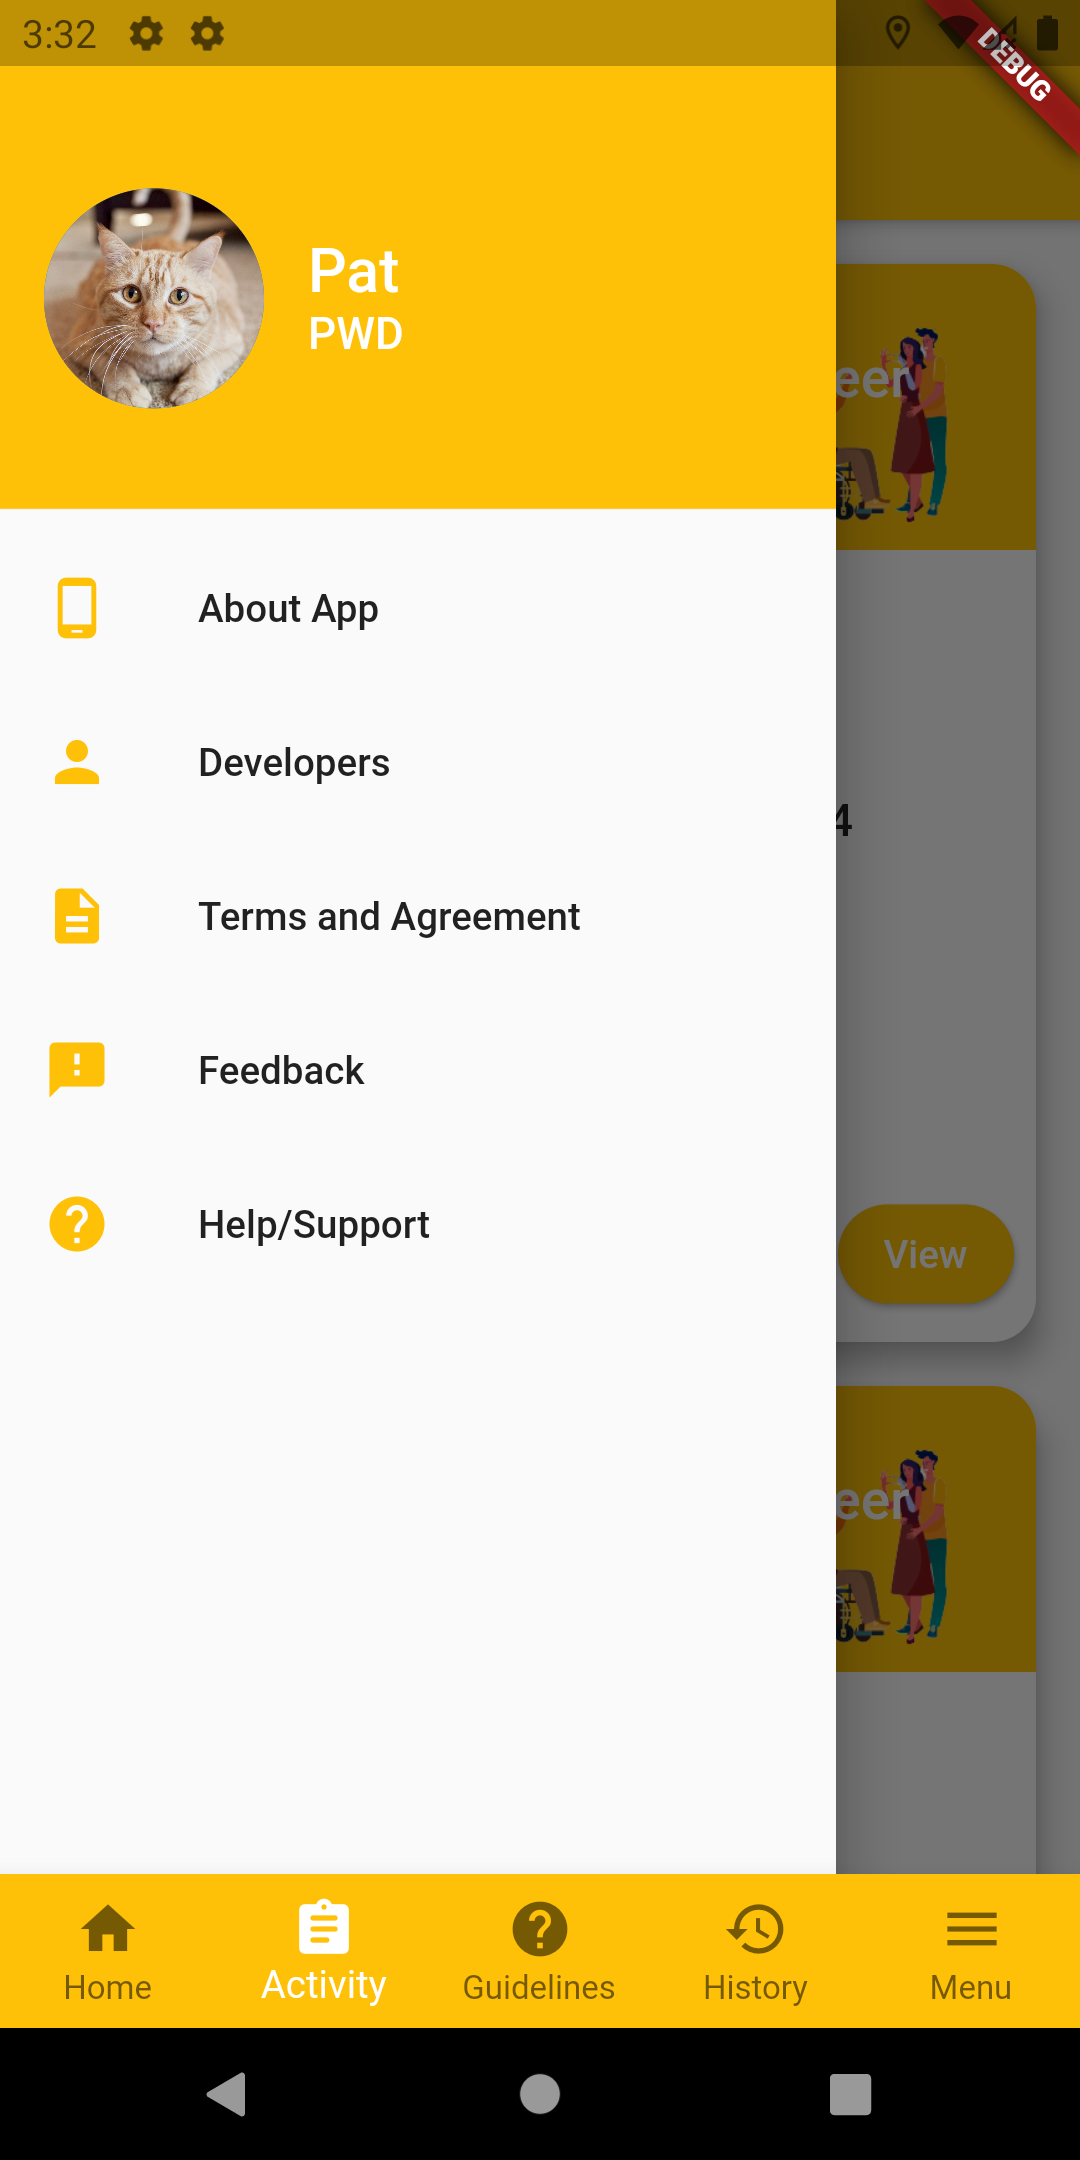 3:32
DEBUG
Pat
PWD
eer
About App
Developers
Terms and Agreement
4
Feedback
Help/Support
View
eer
Home
Activity
Guidelines
History
Menu